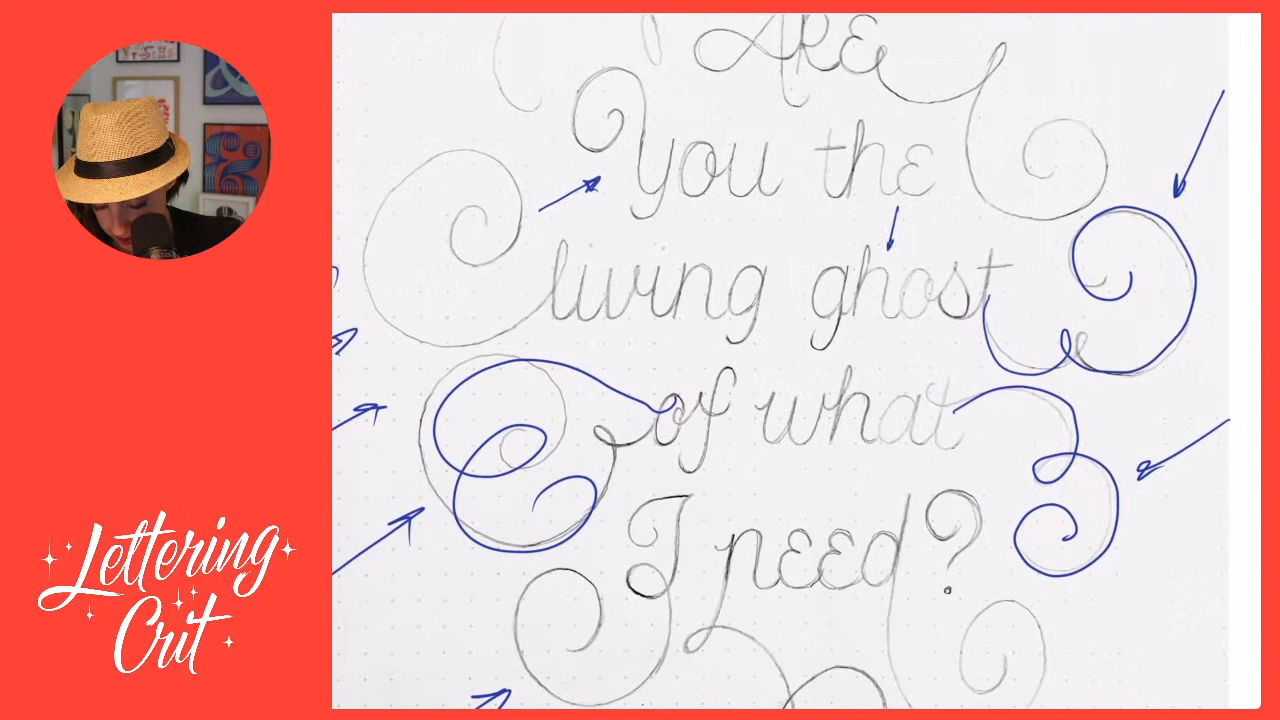 ARE
You the
living ghost
of what
I need?
Lettering
Crit